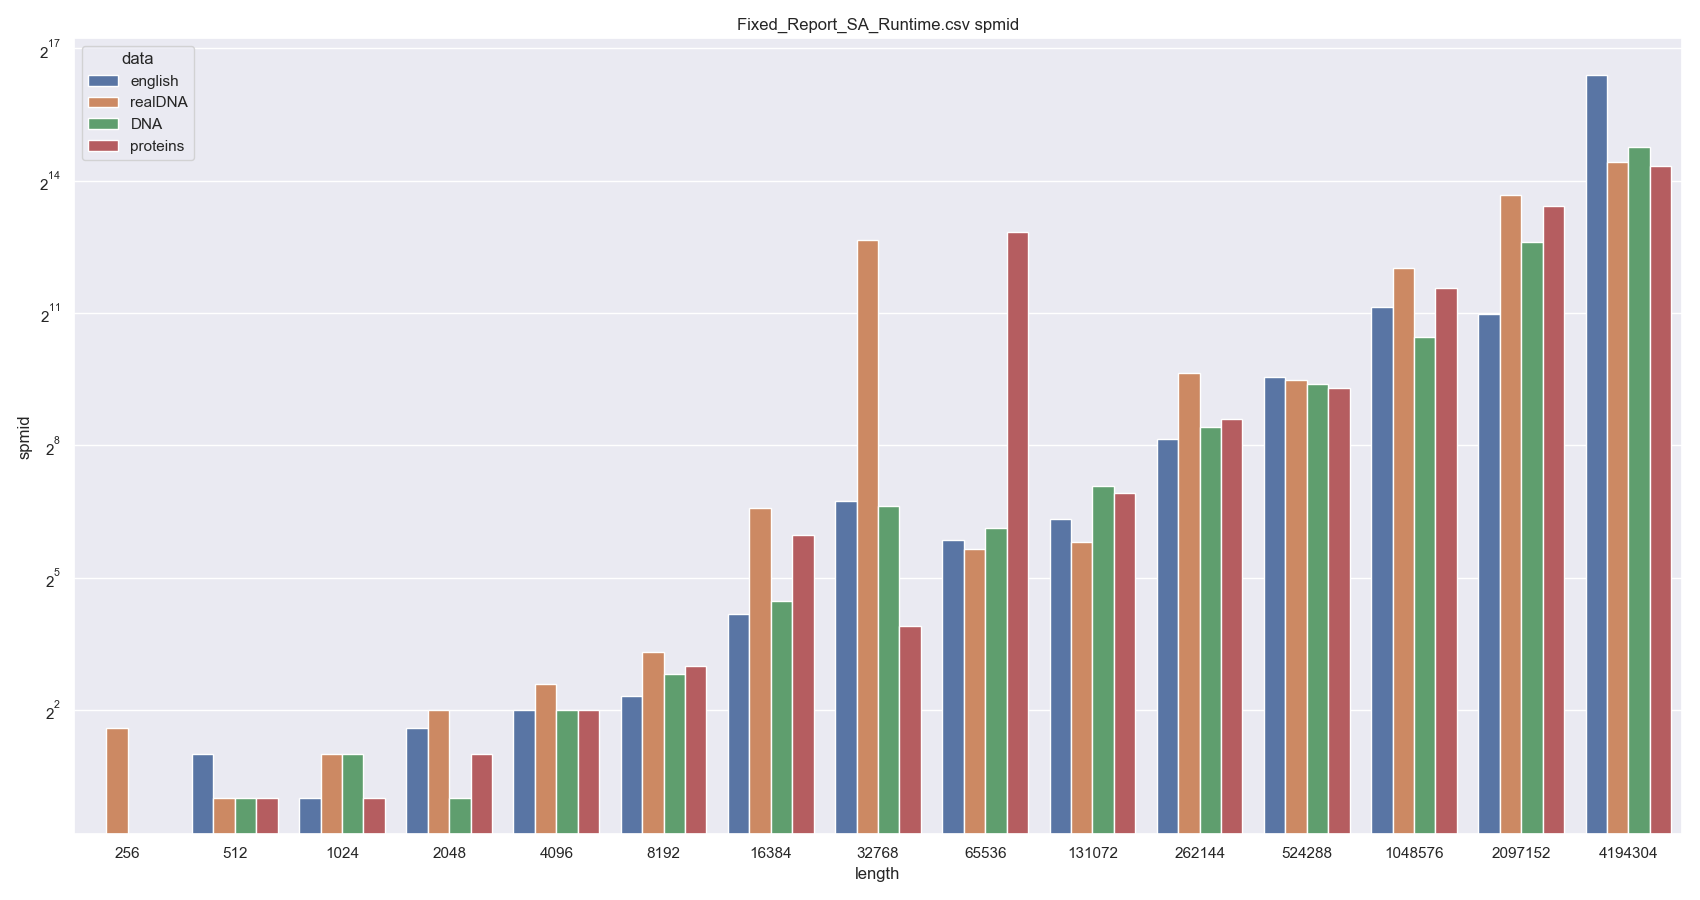 Fixed_Report_SA_Runtime.csv spmid
data
english
realDNA
DNA
proteins
2^17
2^14
2^11
2^8
2^5
2^2
spmid
256 512 1024 2048 4096 8192 16384 32768 65536 131072 262144 524288 1048576 2097152 4194304
length